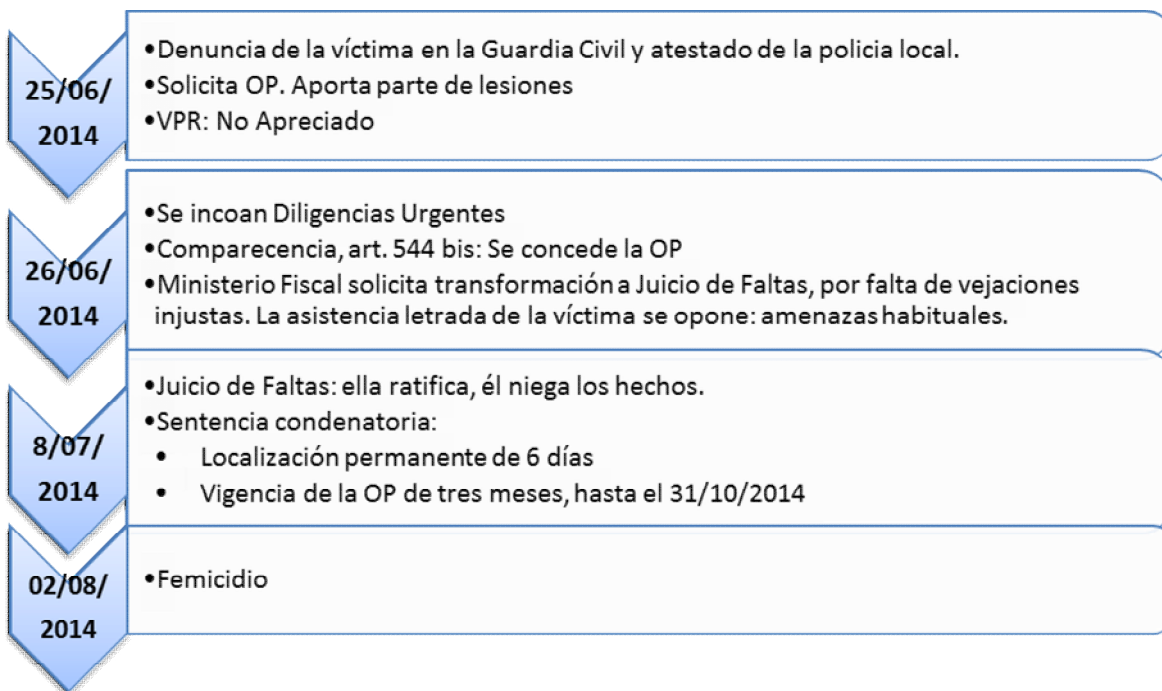 25/06/
2014
•Denuncia de la víctima en la Guardia Civil y atestado de la policia local.
•Solicita OP. Aporta parte de lesiones
•VPR: No Apreciado
26/06/
2014
•Se incoan Diligencias Urgentes
•Comparecencia, art. 544 bis: Se concede la OP
•Ministerio Fiscal solicita transformación a Juicio de Faltas, por falta de vejaciones
injustas. La asistencia letrada de la víctima se opone: amenazas habituales.
8/07/
2014
•Juicio de Faltas: ella ratifica, él niega los hechos.
•Sentencia condenatoria:
• Localización permanente de 6 días
• Vigencia de la OP de tres meses, hasta el 31/10/2014
02/08/
2014
•Femicidio